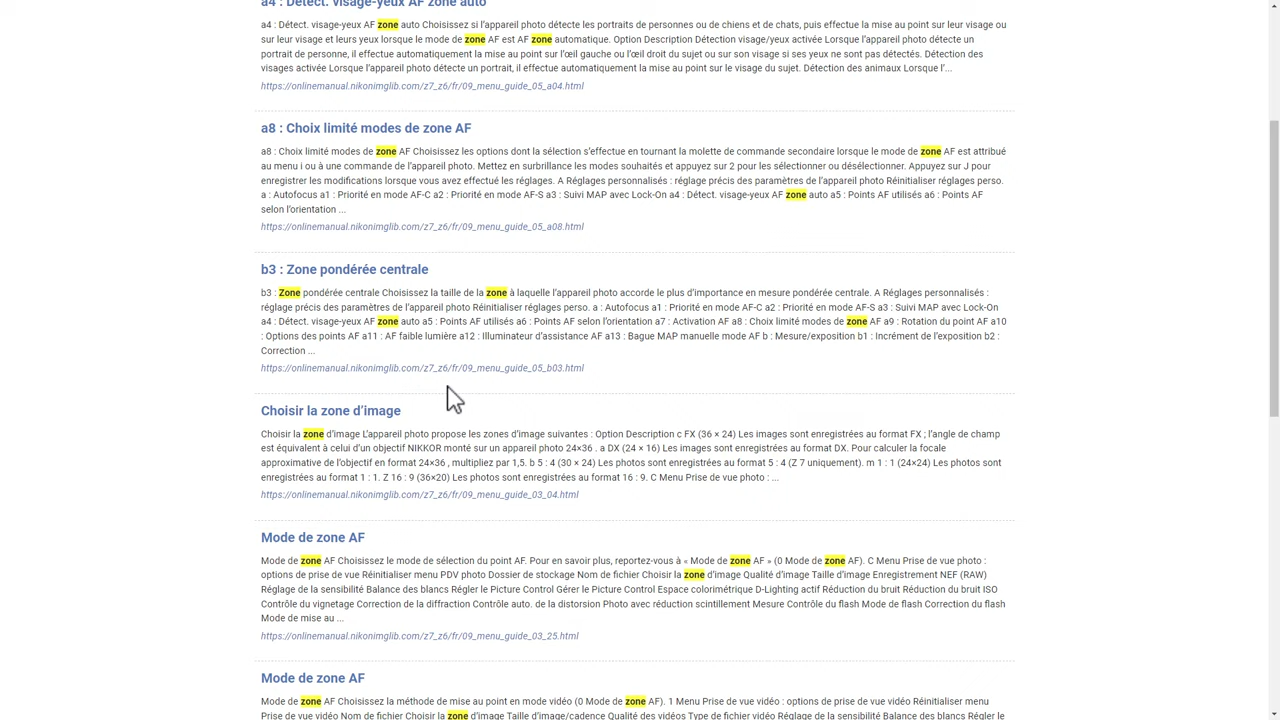 a4 : Détect. visage-yeux AF zone auto
a4 : Détect. visage-yeux AF zone auto Choisissez si l’appareil photo détecte les portraits de personnes ou de chiens et de chats, puis effectue la mise au point sur leur visage ou
sur leur visage et leurs yeux lorsque le mode de zone AF est AF zone automatique. Option Description Détection visage/yeux activée Lorsque l’appareil photo détecte un
portrait de personne, il effectue automatiquement la mise au point sur l’œil gauche ou l’œil droit du sujet ou sur son visage si ses yeux ne sont pas détectés. Détection des
visages activée Lorsque l’appareil photo détecte un portrait, il effectue automatiquement la mise au point sur le visage du sujet. Détection des animaux Lorsque l’...
https://onlinemanual.nikonimglib.com/z7_z6/fr/09_menu_guide_05_a04.html
a8 : Choix limité modes de zone AF
a8 : Choix limité modes de zone AF Choisissez les options dont la sélection s’effectue en tournant la molette de commande secondaire lorsque le mode de zone AF est attribué
au menu i ou à une commande de l’appareil photo. Mettez en surbrillance les modes souhaités et appuyez sur 2 pour les sélectionner ou désélectionner. Appuyez sur J pour
enregistrer les modifications lorsque vous avez effectué les réglages. A Réglages personnalisés : réglage précis des paramètres de l’appareil photo Réinitialiser réglages perso.
a : Autofocus a1 : Priorité en mode AF-C a2 : Priorité en mode AF-S a3 : Suivi MAP avec Lock-On a4 : Détect. visage-yeux AF zone auto a5 : Points AF utilisés a6 : Points AF
selon l’orientation ...
https://onlinemanual.nikonimglib.com/z7_z6/fr/09_menu_guide_05_a08.html
b3 : Zone pondérée centrale
b3 : Zone pondérée centrale Choisissez la taille de la zone à laquelle l’appareil photo accorde le plus d’importance en mesure pondérée centrale. A Réglages personnalisés :
réglage précis des paramètres de l’appareil photo Réinitialiser réglages perso. a : Autofocus a1 : Priorité en mode AF-C a2 : Priorité en mode AF-S a3 : Suivi MAP avec Lock-On
a4 : Détect. visage-yeux AF zone auto a5 : Points AF utilisés a6 : Points AF selon l’orientation a7 : Activation AF a8 : Choix limité modes de zone AF a9 : Rotation du point AF a10
: Options des points AF a11 : AF faible lumière a12 : Illuminateur d’assistance AF a13 : Bague MAP manuelle mode AF b : Mesure/exposition b1 : Incrément de l’exposition b2 :
Correction ...
https://onlinemanual.nikonimglib.com/z7_z6/fr/09_menu_guide_05_b03.html
Choisir la zone d’image
Choisir la zone d’image L’appareil photo propose les zones d’image suivantes : Option Description c FX (36 × 24) Les images sont enregistrées au format FX ; l’angle de champ
est équivalent à celui d’un objectif NIKKOR monté sur un appareil photo 24×36 . a DX (24 × 16) Les images sont enregistrées au format DX. Pour calculer la focale
approximative de l’objectif en format 24×36 , multipliez par 1,5. b 5 : 4 (30 × 24) Les photos sont enregistrées au format 5 : 4 (Z 7 uniquement). m 1 : 1 (24×24) Les photos sont
enregistrées au format 1 : 1. Z 16 : 9 (36×20) Les photos sont enregistrées au format 16 : 9. C Menu Prise de vue photo : ...
https://onlinemanual.nikonimglib.com/z7_z6/fr/09_menu_guide_03_04.html
Mode de zone AF
Mode de zone AF Choisissez le mode de sélection du point AF. Pour en savoir plus, reportez-vous à « Mode de zone AF » (0 Mode de zone AF). C Menu Prise de vue photo :
options de prise de vue Réinitialiser menu PDV photo Dossier de stockage Nom de fichier Choisir la zone d’image Qualité d’image Taille d’image Enregistrement NEF (RAW)
Réglage de la sensibilité Balance des blancs Régler le Picture Control Gérer le Picture Control Espace colorimétrique D-Lighting actif Réduction du bruit Réduction du bruit ISO
Contrôle du vignetage Correction de la diffraction Contrôle auto. de la distorsion Photo avec réduction scintillement Mesure Contrôle du flash Mode de flash Correction du flash
Mode de mise au ...
https://onlinemanual.nikonimglib.com/z7_z6/fr/09_menu_guide_03_25.html
Mode de zone AF
Mode de zone AF Choisissez la méthode de mise au point en mode vidéo (0 Mode de zone AF). 1 Menu Prise de vue vidéo : options de prise de vue vidéo Réinitialiser menu
Prise de vue vidéo Nom de fichier Choisir la zone d’image Taille d’image/cadence Qualité des vidéos Type de fichier vidéo Réglage de la sensibilité Balance des blancs Régler le